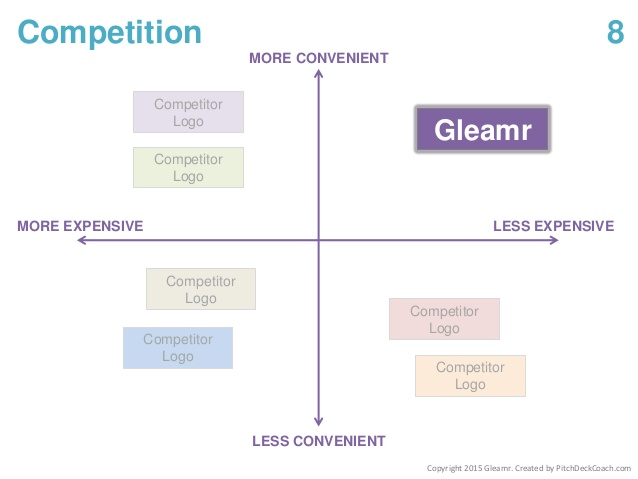 Competition
8
MORE CONVENIENT
Competitor
Logo
Gleamr
Competitor
Logo
MORE EXPENSIVE
LESS EXPENSIVE
Competitor
Logo
Competitor
Logo
Competitor
Logo
Competitor
Logo
LESS CONVENIENT
Copyright 2015 Gleamr. Created by PitchDeckCoach.com